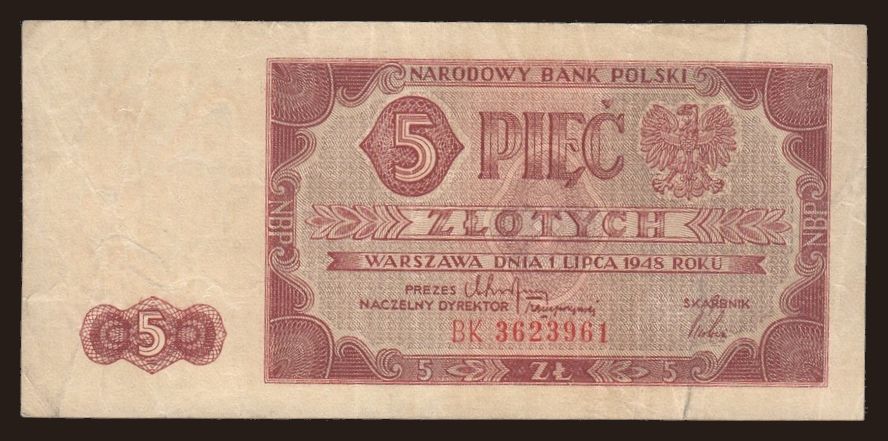 NARODOWY BANK POLSKI
5 PIĘĆ
ZŁOTYCH
NBP
NBP
WARSZAWA DNIA 1 LIPCA 1948 ROKU
PREZES
NACZELNY DYREKTOR
SKARBNIK
BK 3623961
5
5 ZŁ 5